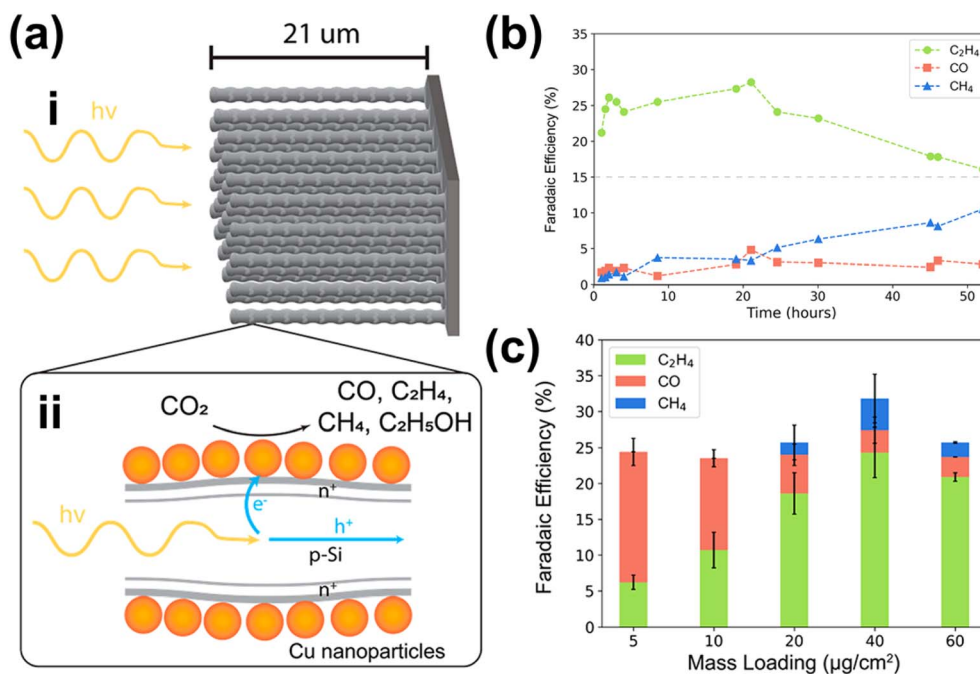 (a)
21 um
i
hν
ii
CO₂
CO, C₂H₄,
CH₄, C₂H₅OH
n⁺
e⁻
hν
h⁺
p-Si
n⁺
Cu nanoparticles
(b)
Faradaic Efficiency (%)
35
30
25
20
15
10
5
0
C₂H₄
CO
CH₄
0 10 20 30 40 50
Time (hours)
(c)
Faradaic Efficiency (%)
40
35
30
25
20
15
10
5
0
C₂H₄
CO
CH₄
5 10 20 40 60
Mass Loading (μg/cm²)